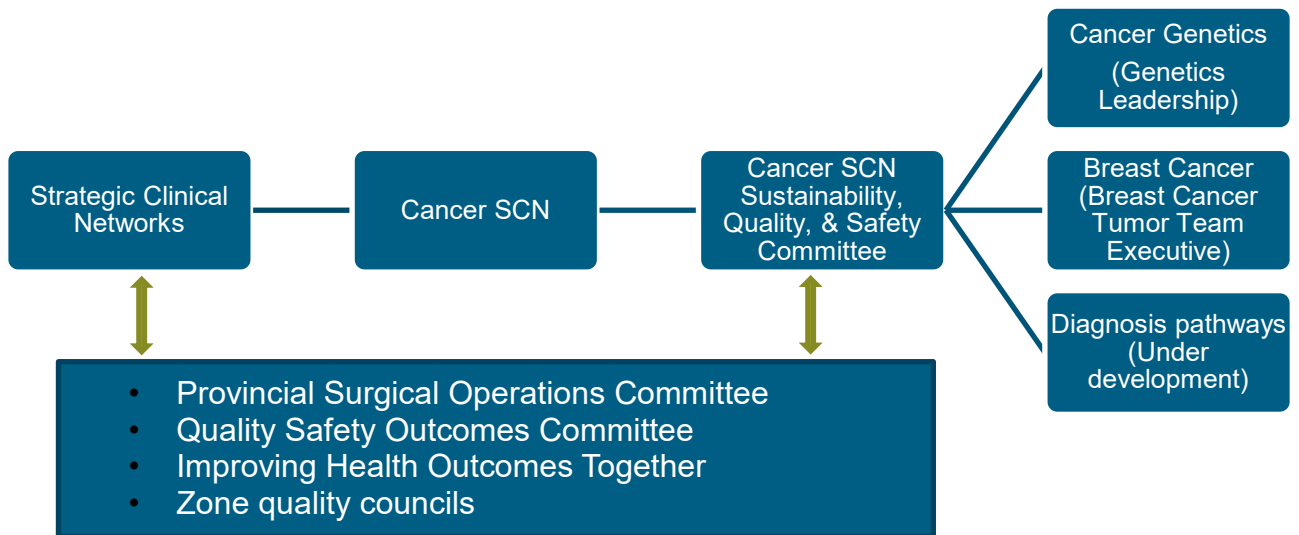 Strategic Clinical
Networks
Cancer SCN
Cancer SCN
Sustainability,
Quality, & Safety
Committee
Cancer Genetics
(Genetics
Leadership)
Breast Cancer
(Breast Cancer
Tumor Team
Executive)
Diagnosis pathways
(Under
development)
• Provincial Surgical Operations Committee
• Quality Safety Outcomes Committee
• Improving Health Outcomes Together
• Zone quality councils